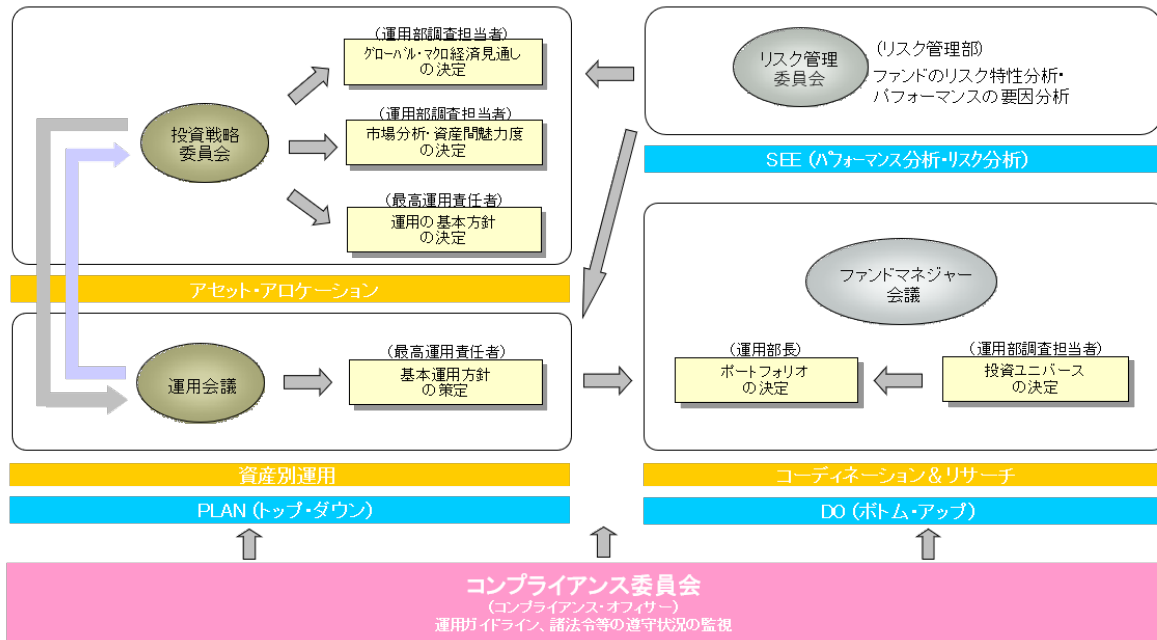 (運用部調査担当者)
グローバル・マクロ経済見通し
の決定
(運用部調査担当者)
市場分析・資産間魅力度
の決定
(最高運用責任者)
運用の基本方針
の決定
投資戦略
委員会
アセット・アロケーション
運用会議
(最高運用責任者)
基本運用方針
の策定
資産別運用
PLAN (トップ・ダウン)
リスク管理
委員会
(リスク管理部)
ファンドのリスク特性分析・
パフォーマンスの要因分析
SEE (パフォーマンス分析・リスク分析)
ファンドマネジャー
会議
(運用部長)
ポートフォリオ
の決定
(運用部調査担当者)
投資ユニバース
の決定
コーディネーション＆リサーチ
DO (ボトム・アップ)
コンプライアンス委員会
(コンプライアンス・オフィサー)
運用ガイドライン、諸法令等の遵守状況の監視